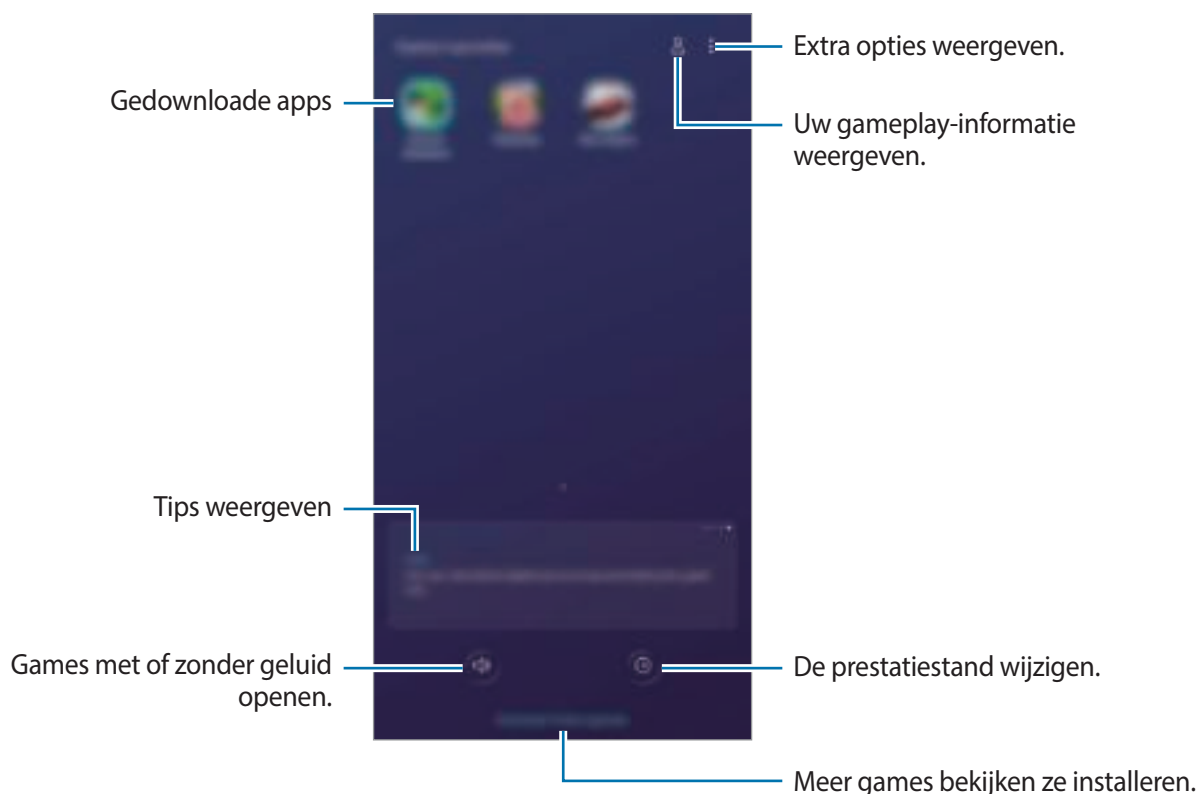 Extra opties weergeven.
Gedownloade apps
Uw gameplay-informatie
weergeven.
Tips weergeven
Games met of zonder geluid
openen.
De prestatiestand wijzigen.
Meer games bekijken ze installeren.